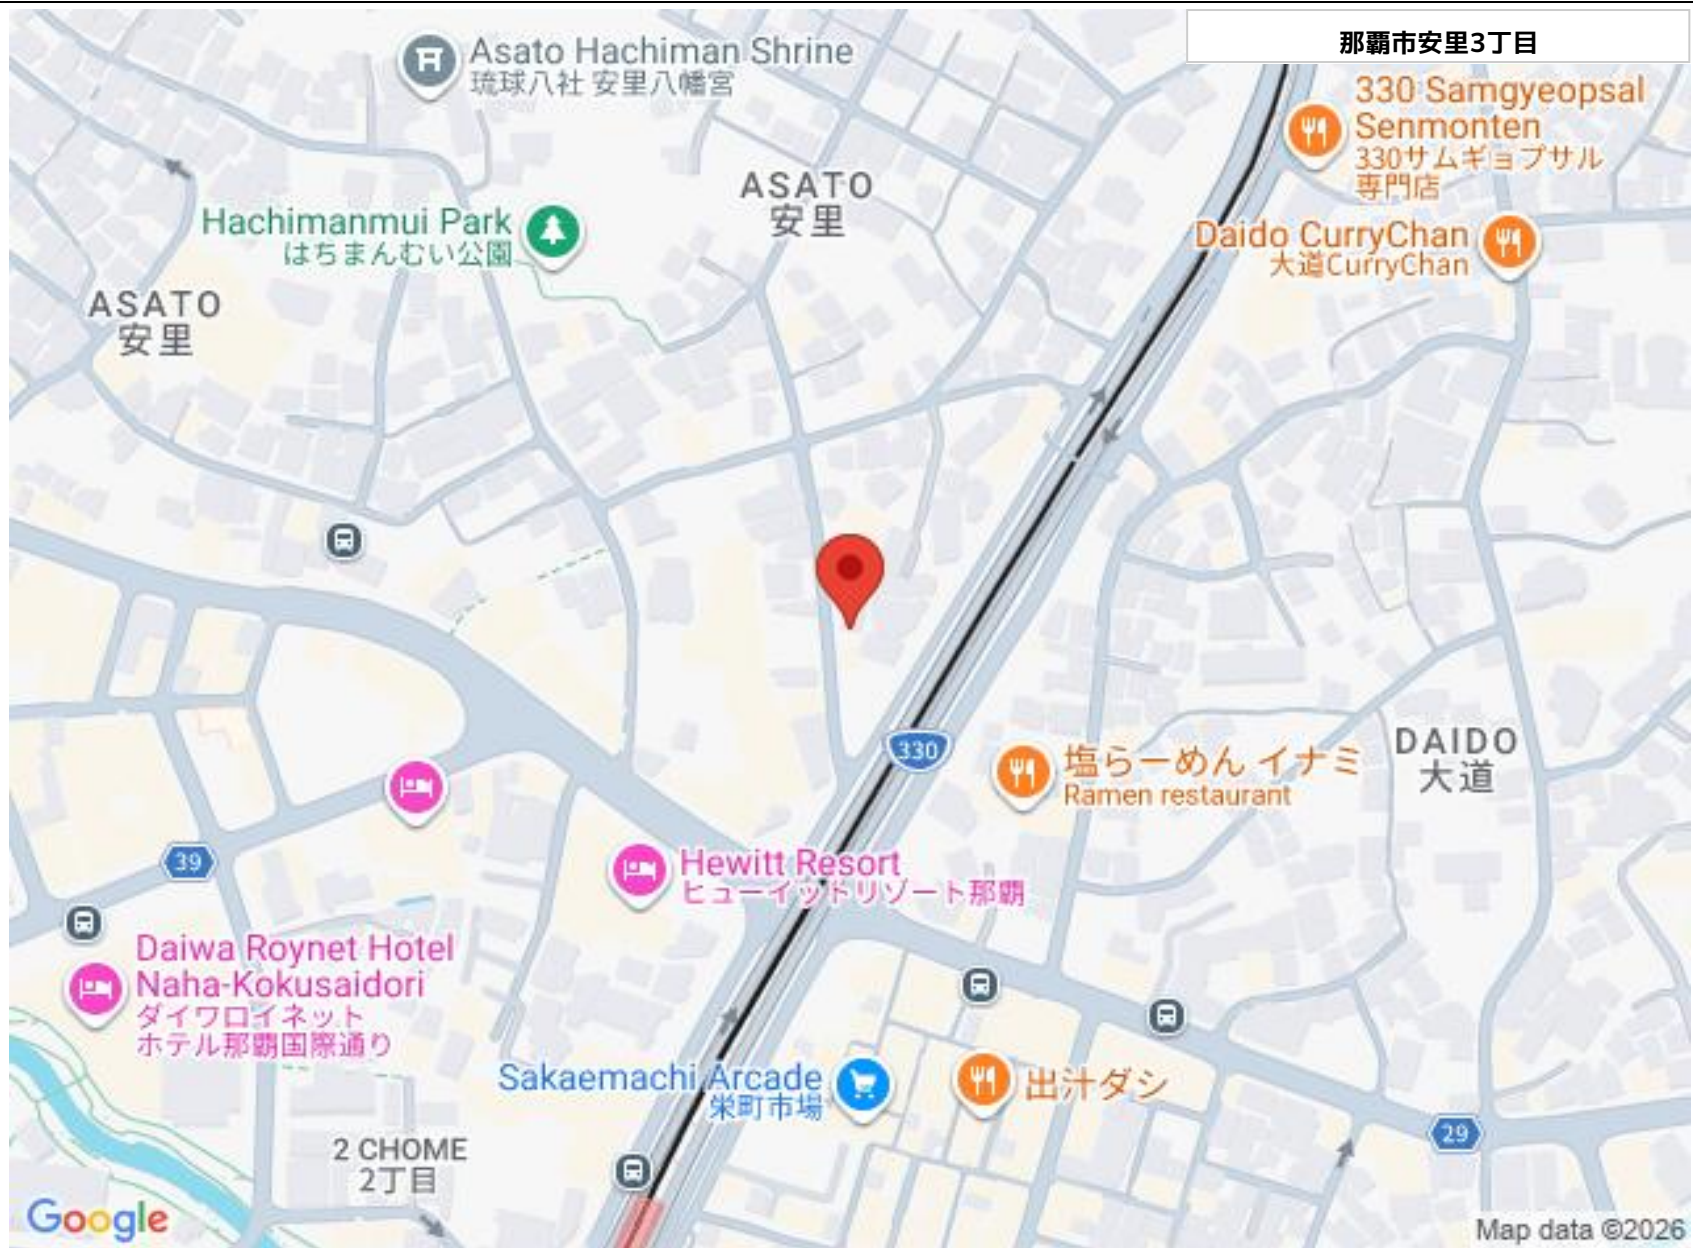 那覇市安里3丁目
Asato Hachiman Shrine
琉球八社 安里八幡宮
330 Samgyeopsal
Senmonten
330サムギョプサル
専門店
ASATO
安里
Hachimanmui Park
はちまんむい公園
Daido CurryChan
大道CurryChan
ASATO
安里
330
塩らーめん イナミ
Ramen restaurant
DAIDO
大道
39
Hewitt Resort
ヒューイットリゾート那覇
Daiwa Roynet Hotel
Naha-Kokusaidori
ダイワロイネット
ホテル那覇国際通り
Sakaemachi Arcade
栄町市場
出汁ダシ
29
2 CHOME
2丁目
Google
Map data ©2026